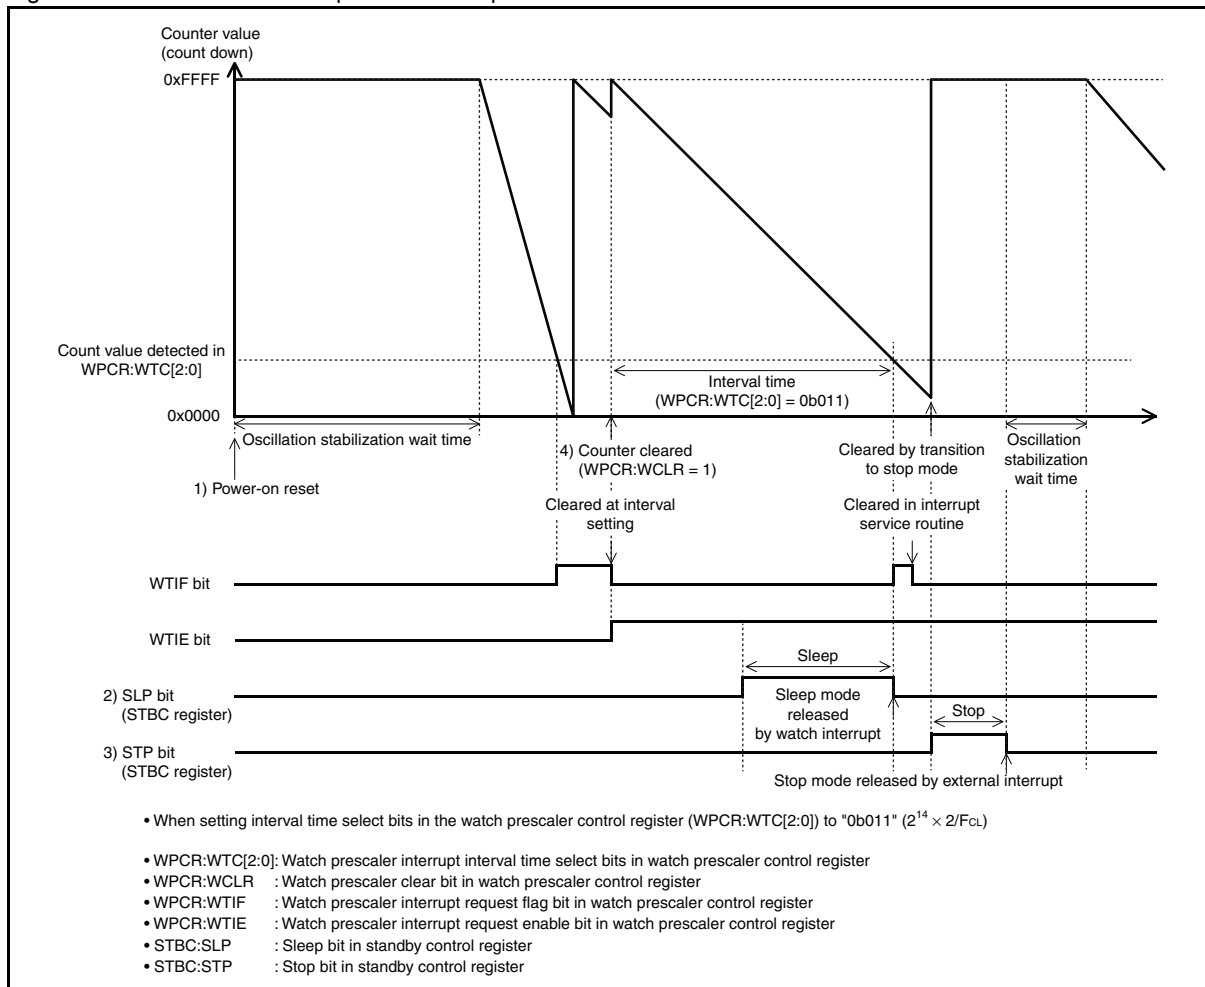 Counter value
(count down)
0xFFFF
Count value detected in
WPCR:WTC[2:0]
Interval time
(WPCR:WTC[2:0] = 0b011)
0x0000
Oscillation stabilization wait time
4) Counter cleared
(WPCR:WCLR = 1)
Cleared by transition
to stop mode
Oscillation
stabilization
wait time
1) Power-on reset
Cleared at interval
setting
Cleared in interrupt
service routine
WTIF bit
WTIE bit
Sleep
2) SLP bit
(STBC register)
Sleep mode
released
by watch interrupt
Stop
3) STP bit
(STBC register)
Stop mode released by external interrupt
• When setting interval time select bits in the watch prescaler control register (WPCR:WTC[2:0]) to "0b011" (2^14 × 2/FCL)
• WPCR:WTC[2:0]: Watch prescaler interrupt interval time select bits in watch prescaler control register
• WPCR:WCLR : Watch prescaler clear bit in watch prescaler control register
• WPCR:WTIF : Watch prescaler interrupt request flag bit in watch prescaler control register
• WPCR:WTIE : Watch prescaler interrupt request enable bit in watch prescaler control register
• STBC:SLP : Sleep bit in standby control register
• STBC:STP : Stop bit in standby control register